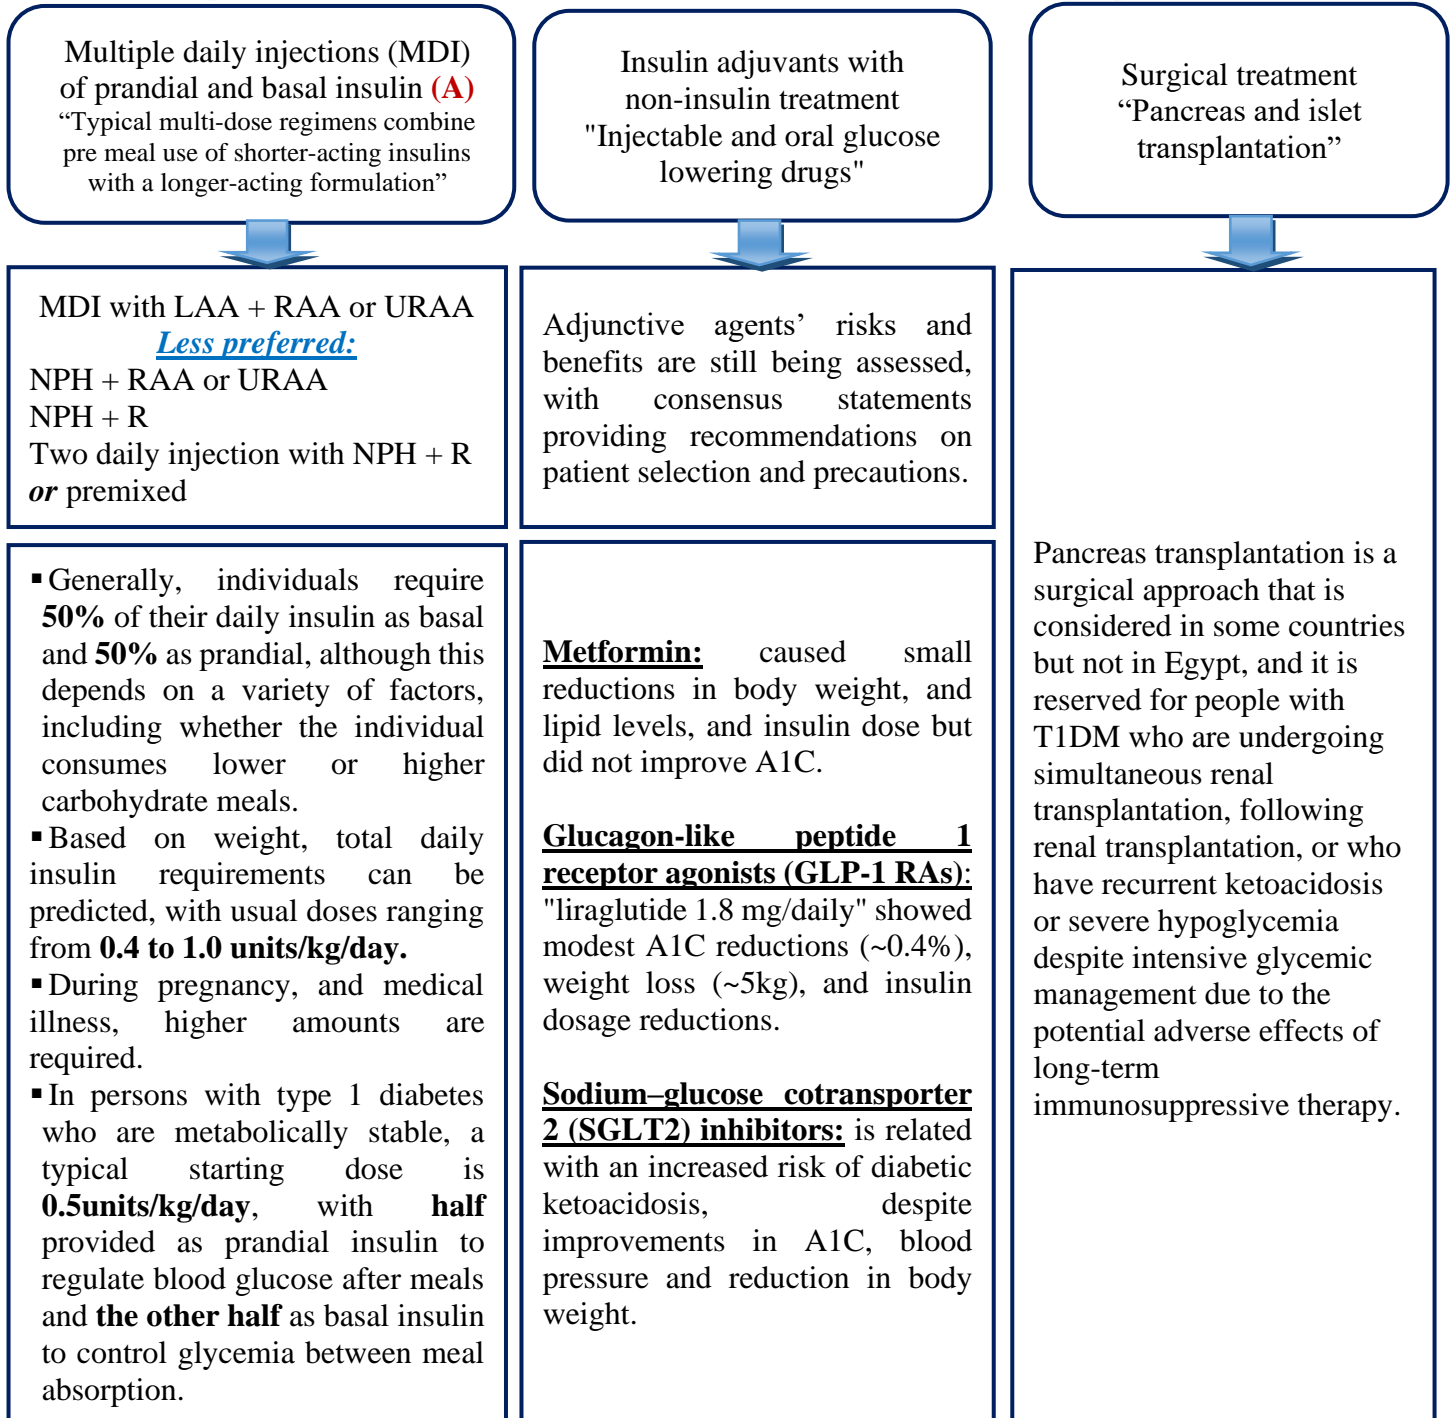 Multiple daily injections (MDI)
of prandial and basal insulin (A)
“Typical multi-dose regimens combine
pre meal use of shorter-acting insulins
with a longer-acting formulation”
MDI with LAA + RAA or URAA
Less preferred:
NPH + RAA or URAA
NPH + R
Two daily injection with NPH + R
or premixed
▪ Generally, individuals require
50% of their daily insulin as basal
and 50% as prandial, although this
depends on a variety of factors,
including whether the individual
consumes lower or higher
carbohydrate meals.
▪ Based on weight, total daily
insulin requirements can be
predicted, with usual doses ranging
from 0.4 to 1.0 units/kg/day.
▪ During pregnancy, and medical
illness, higher amounts are
required.
▪ In persons with type 1 diabetes
who are metabolically stable, a
typical starting dose is
0.5units/kg/day, with half
provided as prandial insulin to
regulate blood glucose after meals
and the other half as basal insulin
to control glycemia between meal
absorption.
Insulin adjuvants with
non-insulin treatment
"Injectable and oral glucose
lowering drugs"
Adjunctive agents’ risks and
benefits are still being assessed,
with consensus statements
providing recommendations on
patient selection and precautions.
Metformin: caused small
reductions in body weight, and
lipid levels, and insulin dose but
did not improve A1C.
Glucagon-like peptide 1
receptor agonists (GLP-1 RAs):
"liraglutide 1.8 mg/daily" showed
modest A1C reductions (~0.4%),
weight loss (~5kg), and insulin
dosage reductions.
Sodium–glucose cotransporter
2 (SGLT2) inhibitors: is related
with an increased risk of diabetic
ketoacidosis, despite
improvements in A1C, blood
pressure and reduction in body
weight.
Surgical treatment
“Pancreas and islet
transplantation”
Pancreas transplantation is a
surgical approach that is
considered in some countries
but not in Egypt, and it is
reserved for people with
T1DM who are undergoing
simultaneous renal
transplantation, following
renal transplantation, or who
have recurrent ketoacidosis
or severe hypoglycemia
despite intensive glycemic
management due to the
potential adverse effects of
long-term
immunosuppressive therapy.